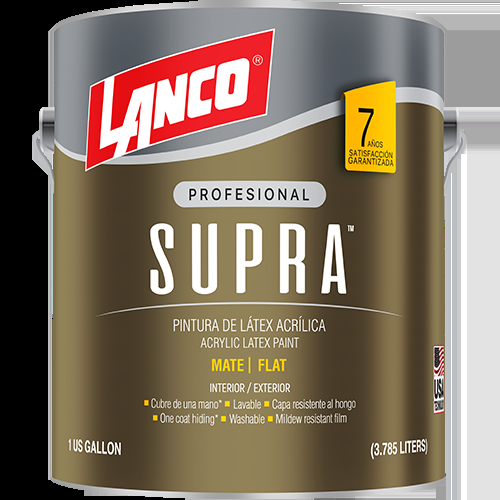 LANCO®
7
AÑOS
SATISFACCIÓN
GARANTIZADA
PROFESIONAL
SUPRA™
PINTURA DE LÁTEX ACRÍLICA
ACRYLIC LATEX PAINT
MATE | FLAT
INTERIOR / EXTERIOR
▪ Cubre de una mano* ▪ Lavable ▪ Capa resistente al hongo
▪ One coat hiding* ▪ Washable ▪ Mildew resistant film
1 US GALLON
(3.785 LITERS)